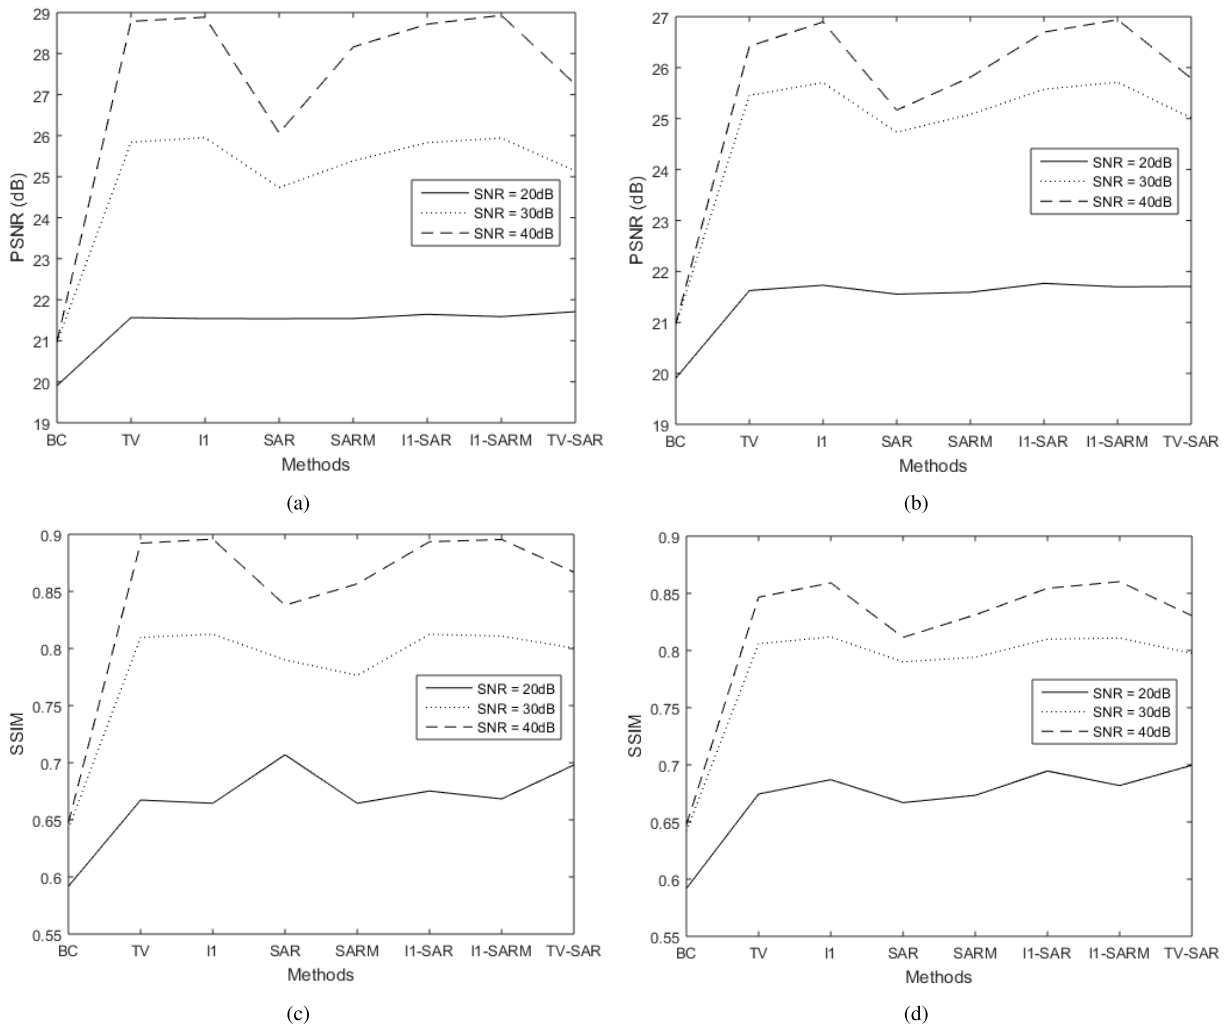 29
28
27
26
25
24
23
22
21
20
19
PSNR (dB)
SNR = 20dB
SNR = 30dB
SNR = 40dB
BC TV l1 SAR SARM l1-SAR l1-SARM TV-SAR
Methods
(a)
27
26
25
24
23
22
21
20
19
PSNR (dB)
SNR = 20dB
SNR = 30dB
SNR = 40dB
BC TV l1 SAR SARM l1-SAR l1-SARM TV-SAR
Methods
(b)
0.9
0.85
0.8
0.75
0.7
0.65
0.6
0.55
SSIM
SNR = 20dB
SNR = 30dB
SNR = 40dB
BC TV l1 SAR SARM l1-SAR l1-SARM TV-SAR
Methods
(c)
0.9
0.85
0.8
0.75
0.7
0.65
0.6
0.55
SSIM
SNR = 20dB
SNR = 30dB
SNR = 40dB
BC TV l1 SAR SARM l1-SAR l1-SARM TV-SAR
Methods
(d)